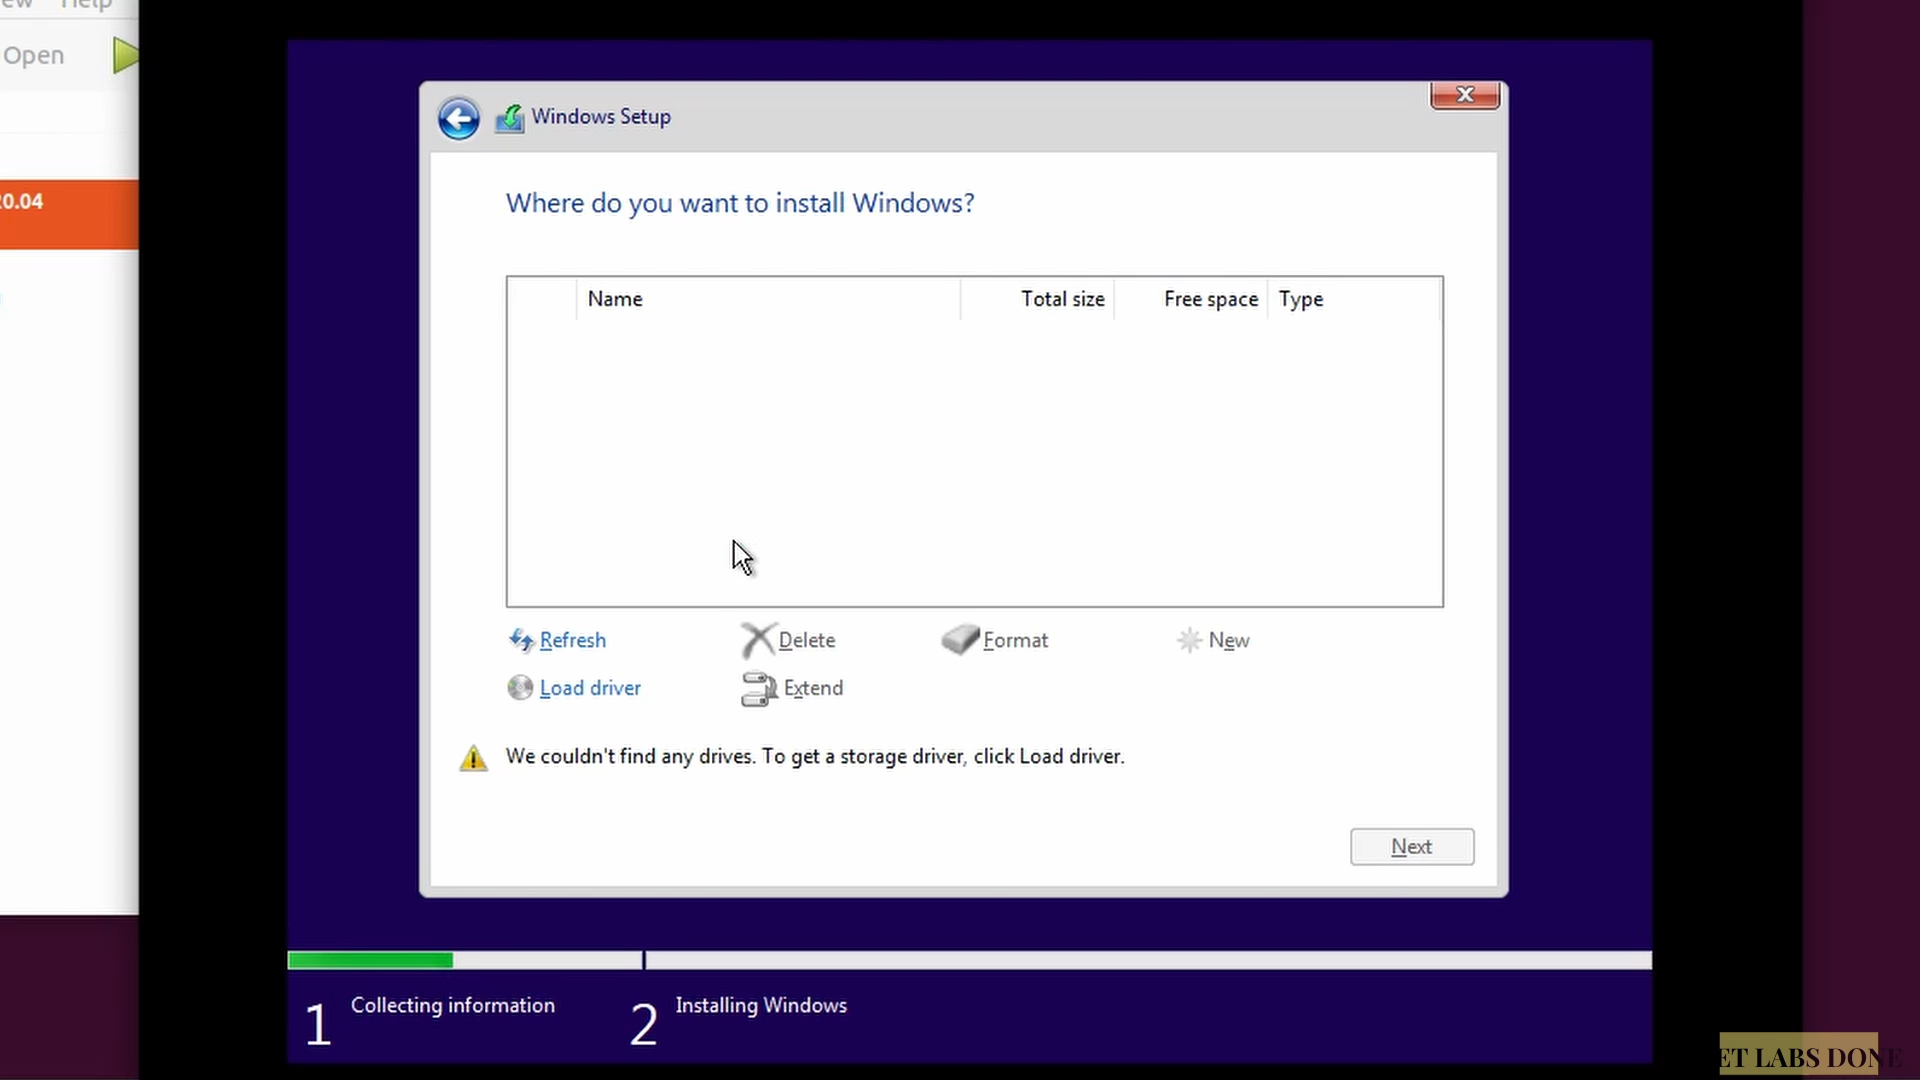 Help
Open
20.04
Windows Setup
Where do you want to install Windows?
Name Total size Free space Type
Refresh Delete Format New
Load driver Extend
We couldn't find any drives. To get a storage driver, click Load driver.
Next
1 Collecting information 2 Installing Windows
ET LABS DONE